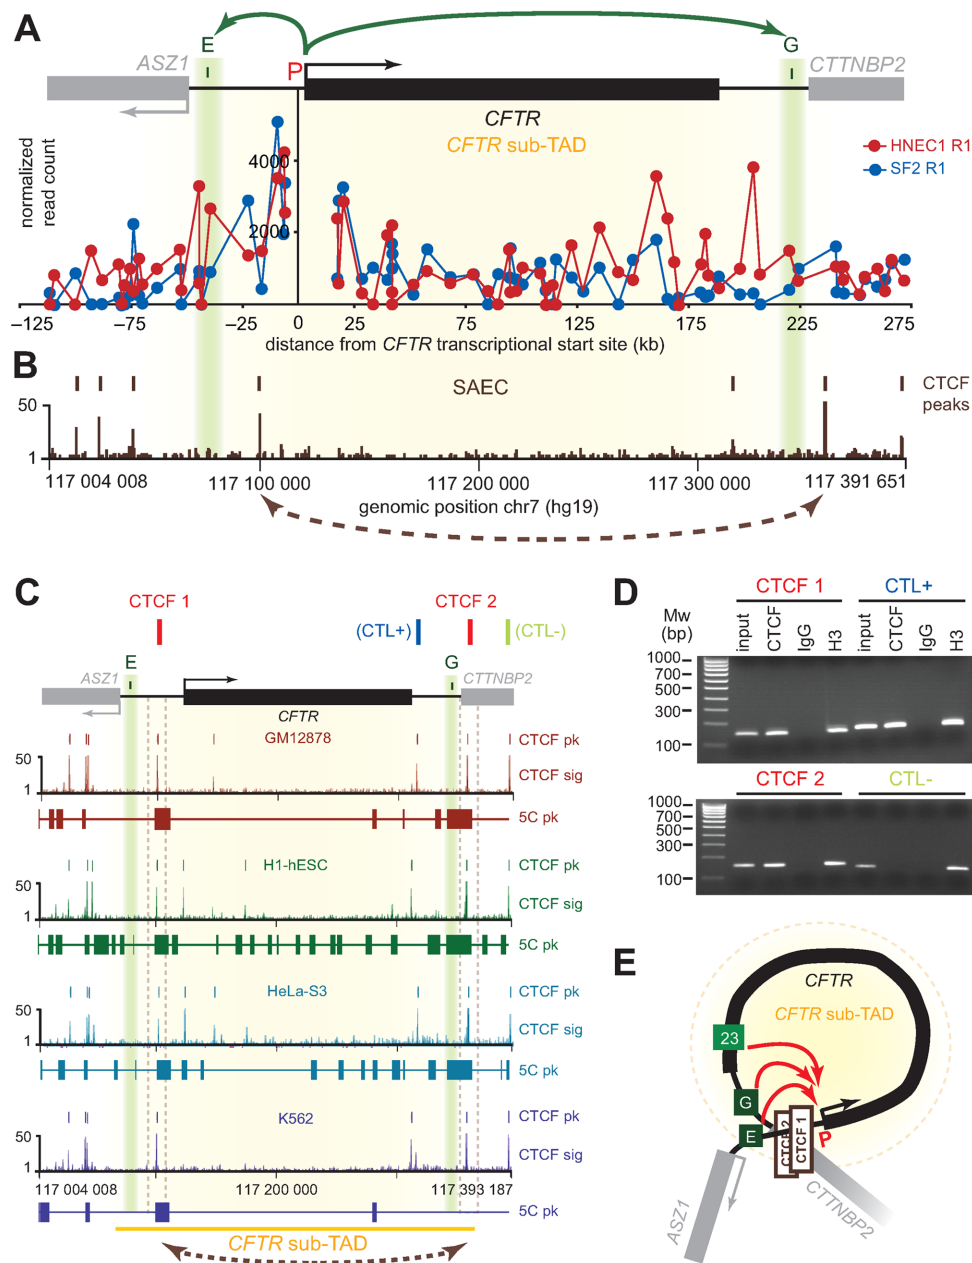 A
E
G
ASZ1
P
CTTNBP2
CFTR
CFTR sub-TAD
normalized
read count
4000
2000
HNEC1 R1
SF2 R1
−125
−75
−25
0
25
75
125
175
225
275
distance from CFTR transcriptional start site (kb)
B
SAEC
CTCF
peaks
50
1
117 004 008
117 100 000
117 200 000
117 300 000
117 391 651
genomic position chr7 (hg19)
C
CTCF 1
CTCF 2
(CTL+)
(CTL-)
E
G
ASZ1
CTTNBP2
CFTR
GM12878
CTCF pk
50
CTCF sig
1
5C pk
H1-hESC
CTCF pk
50
CTCF sig
1
5C pk
HeLa-S3
CTCF pk
50
CTCF sig
1
5C pk
K562
CTCF pk
50
CTCF sig
1
117 004 008
117 200 000
117 393 187
5C pk
CFTR sub-TAD
D
CTCF 1
CTL+
Mw
(bp)
input
CTCF
IgG
H3
input
CTCF
IgG
H3
1000
700
500
300
100
CTCF 2
CTL-
1000
700
500
300
100
E
CFTR
CFTR sub-TAD
23
G
E
CTCF 2
CTCF 1
P
ASZ1
CTTNBP2